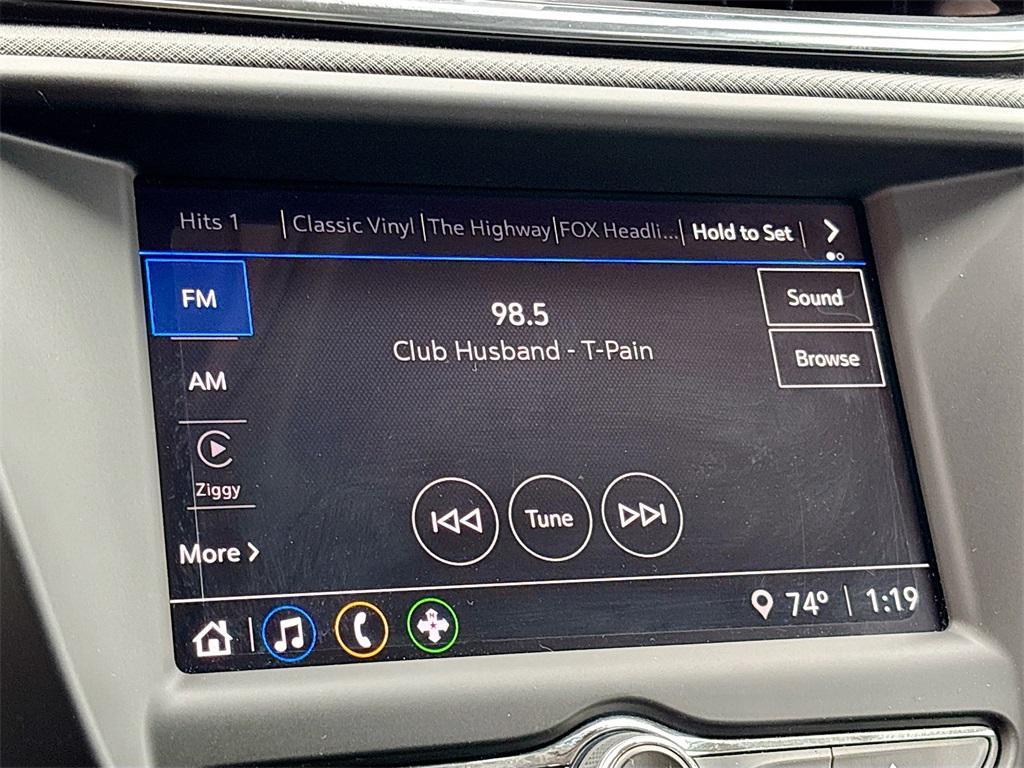 Hits 1 | Classic Vinyl | The Highway | FOX Headli... | Hold to Set |
FM
98.5
Sound
Club Husband - T-Pain
Browse
AM
Ziggy
Tune
More
74° | 1:19